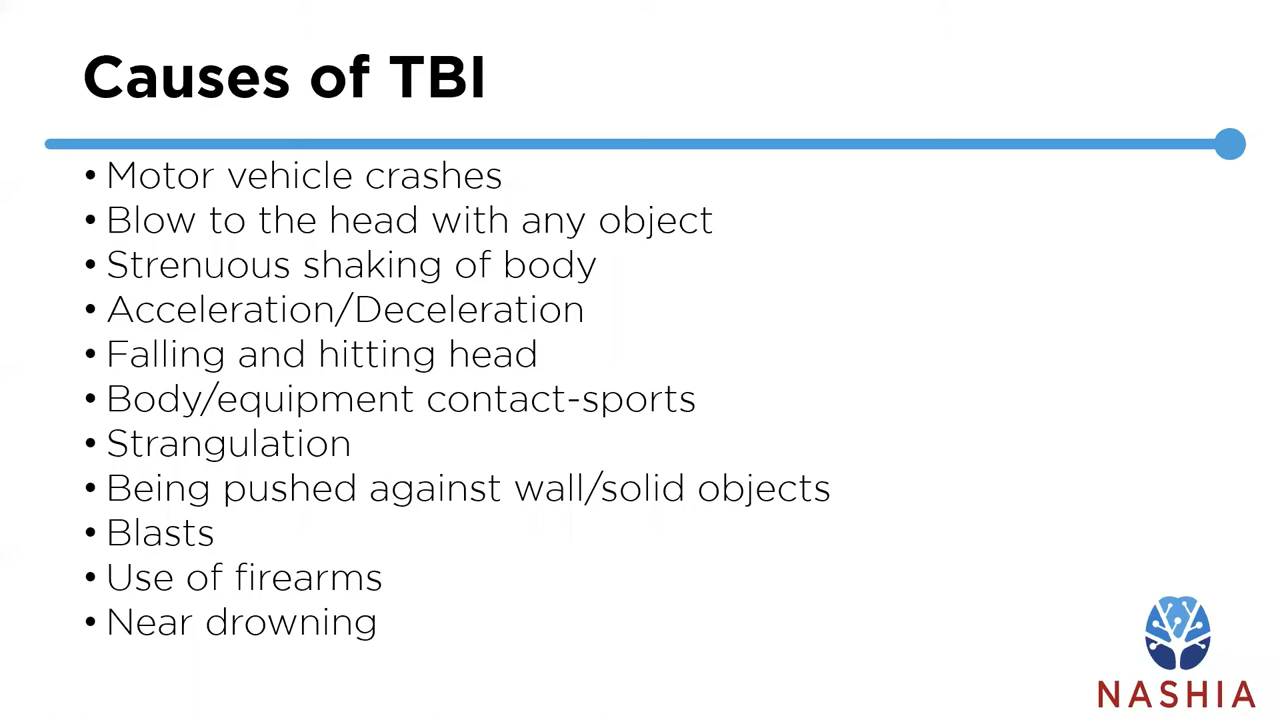 Causes of TBI
• Motor vehicle crashes
• Blow to the head with any object
• Strenuous shaking of body
• Acceleration/Deceleration
• Falling and hitting head
• Body/equipment contact-sports
• Strangulation
• Being pushed against wall/solid objects
• Blasts
• Use of firearms
• Near drowning
NASHIA